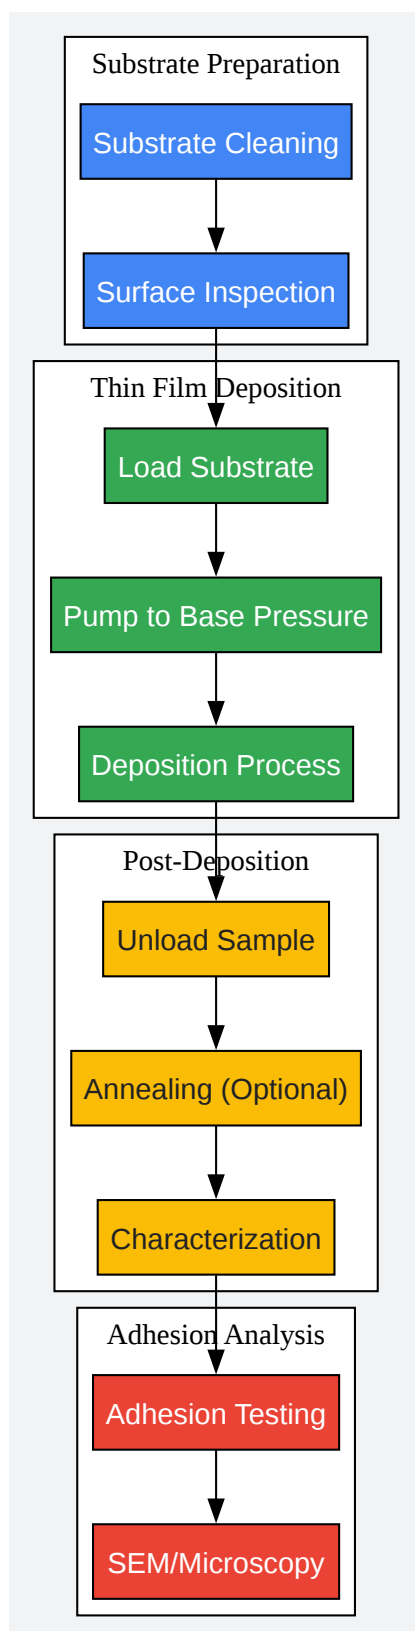 Substrate Preparation
Substrate Cleaning
Surface Inspection
Thin Film Deposition
Load Substrate
Pump to Base Pressure
Deposition Process
Post-Deposition
Unload Sample
Annealing (Optional)
Characterization
Adhesion Analysis
Adhesion Testing
SEM/Microscopy